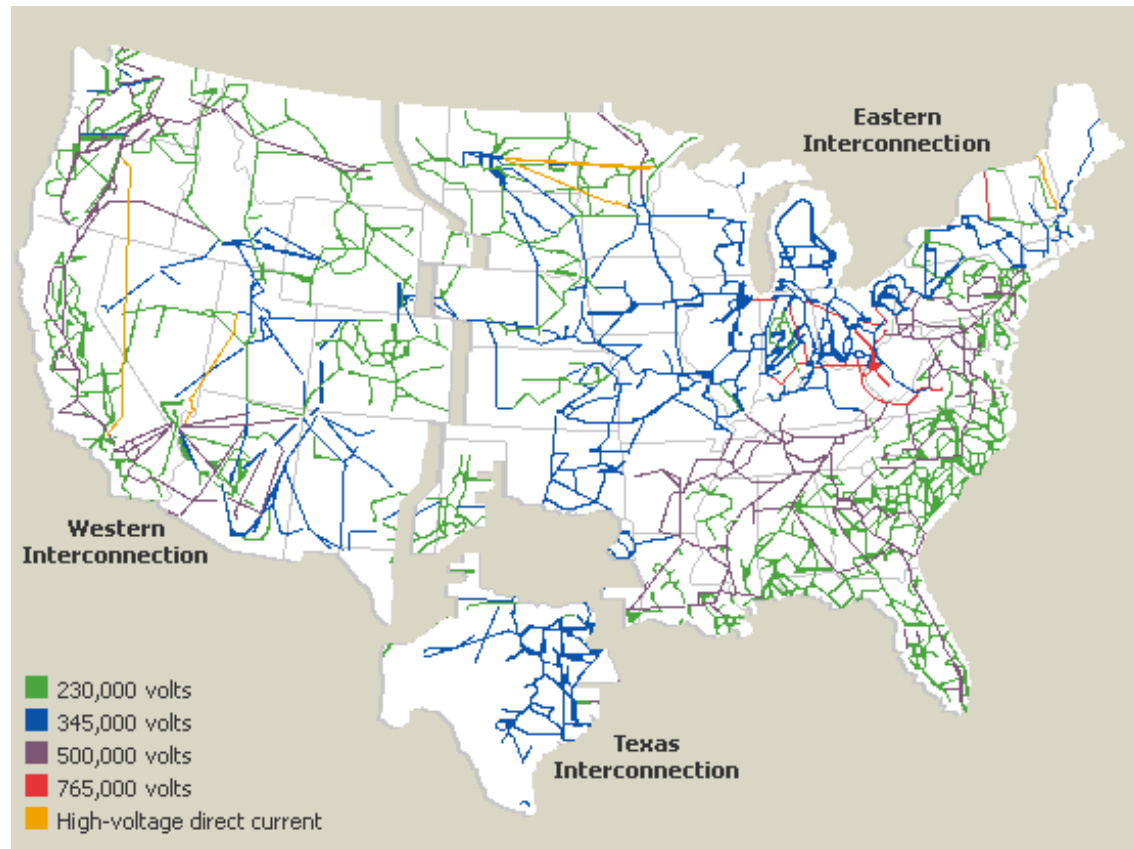 Eastern
Interconnection
Western
Interconnection
Texas
Interconnection
230,000 volts
345,000 volts
500,000 volts
765,000 volts
High-voltage direct current